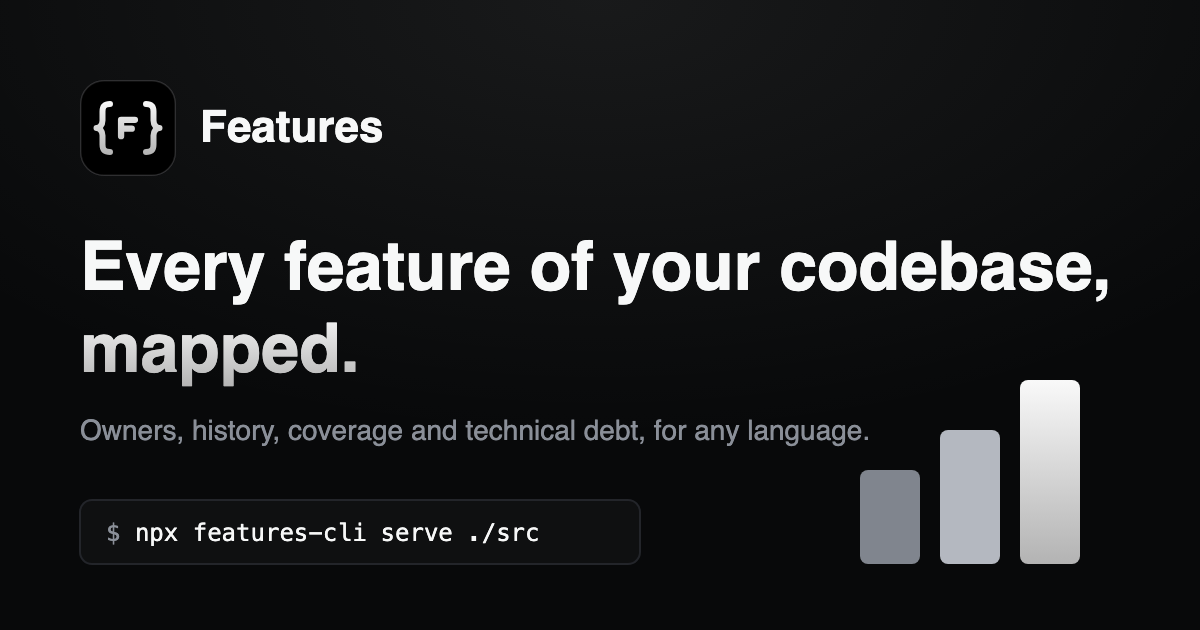 {F}
Features
Every feature of your codebase,
mapped.
Owners, history, coverage and technical debt, for any language.
$ npx features-cli serve ./src